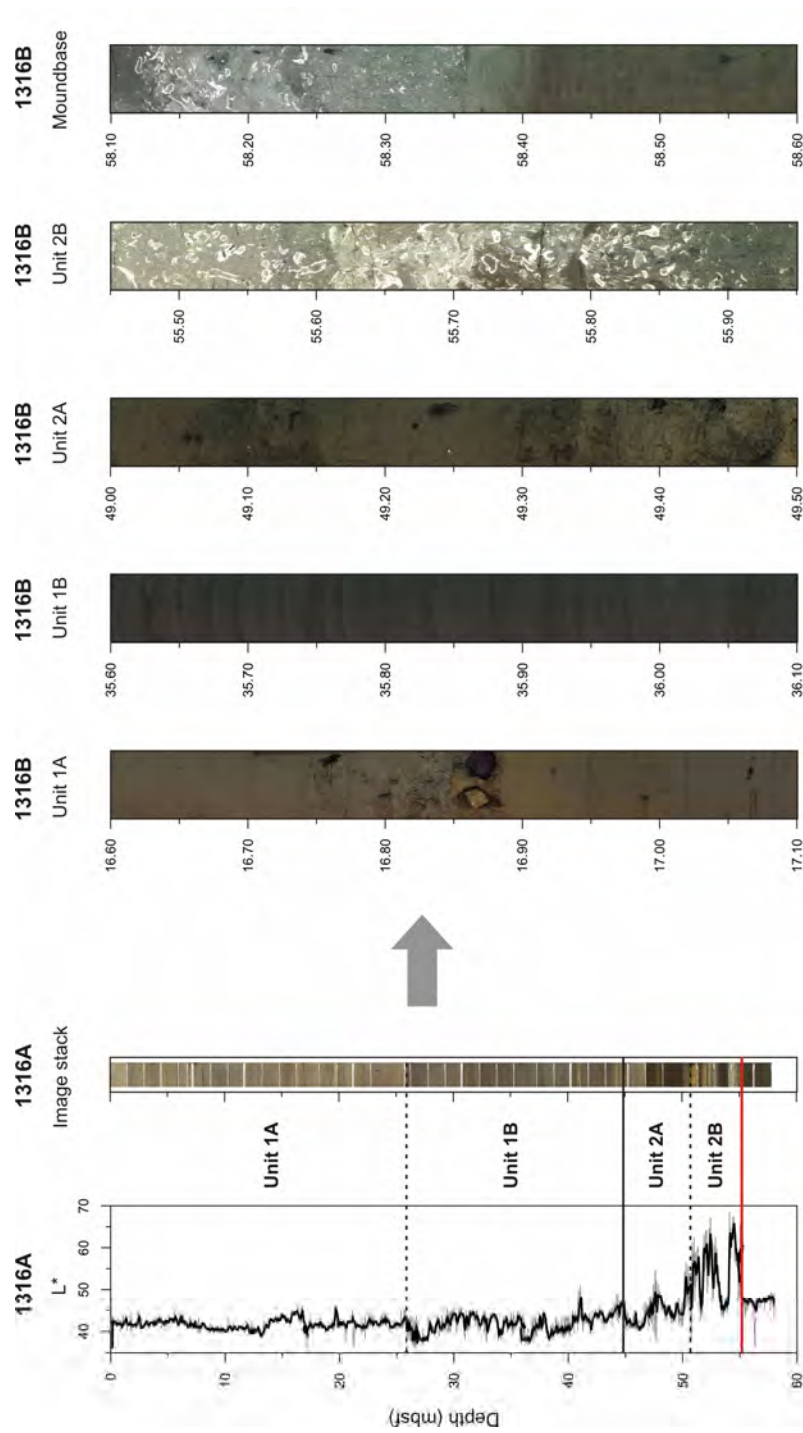 1316A
L*
40
50
60
70
Depth (mbsf)
0
10
20
30
40
50
60
Unit 1A
Unit 1B
Unit 2A
Unit 2B
1316A
Image stack
1316B
Unit 1A
16.60
16.70
16.80
16.90
17.00
17.10
1316B
Unit 1B
35.60
35.70
35.80
35.90
36.00
36.10
1316B
Unit 2A
49.00
49.10
49.20
49.30
49.40
49.50
1316B
Unit 2B
55.50
55.60
55.70
55.80
55.90
1316B
Moundbase
58.10
58.20
58.30
58.40
58.50
58.60